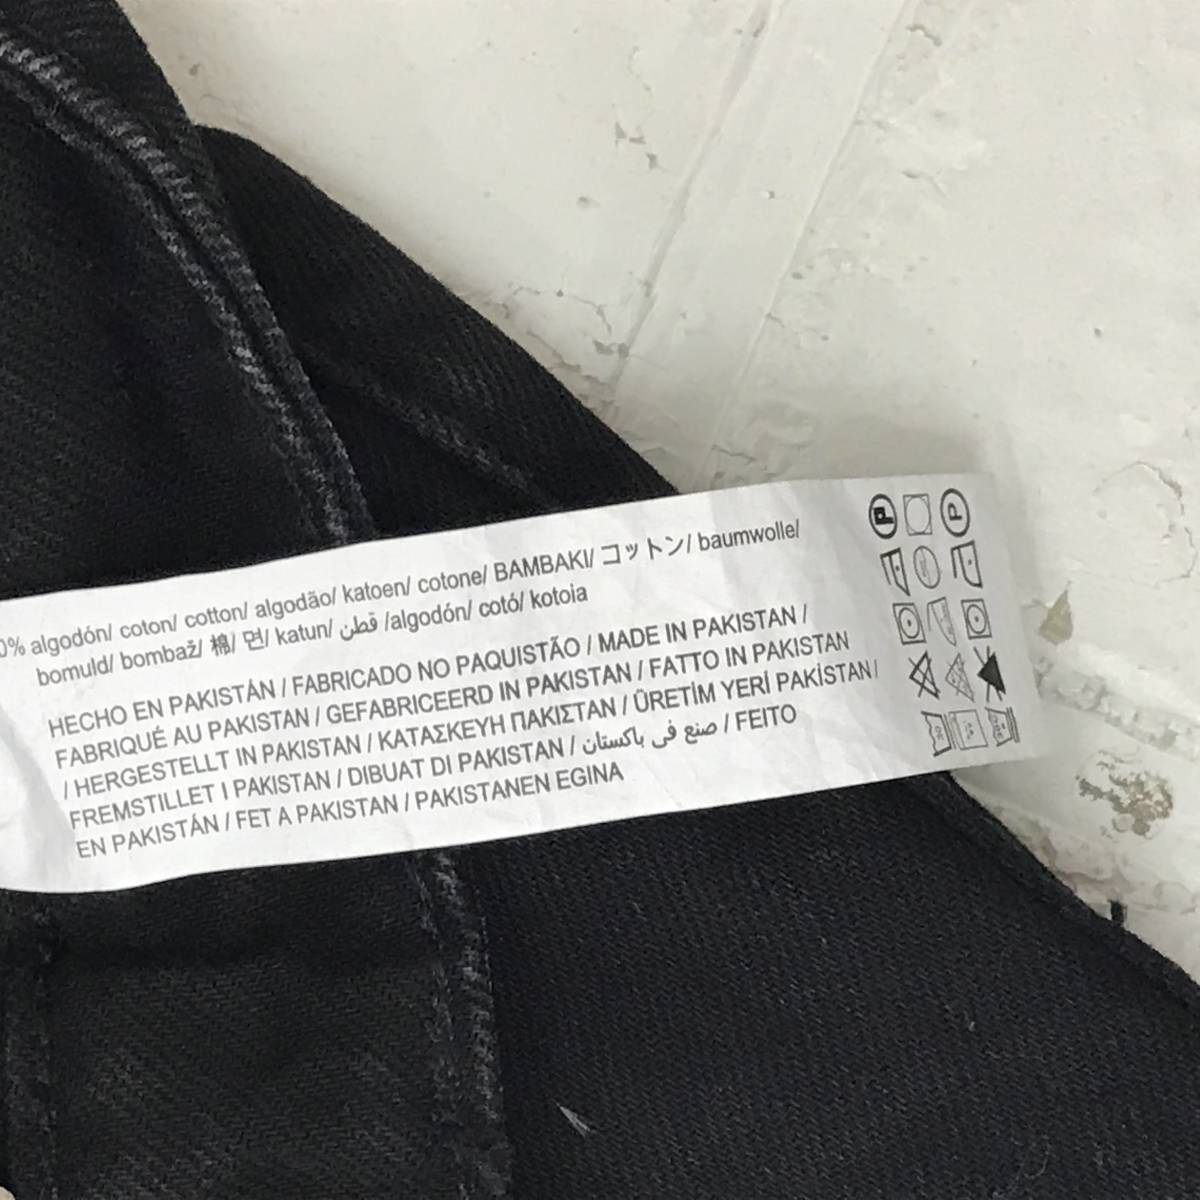 0% algodón/ coton/ cotton/ algodão/ katoen/ cotone/ BAMBAKI/ コットン/ baumwolle/
bomuld/ bombaž/ 棉/ 면/ katun/ قطن /algodón/ cotó/ kotoia
HECHO EN PAKISTÁN / FABRICADO NO PAQUISTÃO / MADE IN PAKISTAN /
FABRIQUÉ AU PAKISTAN / GEFABRICEERD IN PAKISTAN / FATTO IN PAKISTAN
/ HERGESTELLT IN PAKISTAN / ΚΑΤΑΣΚΕΥΗ ΠΑΚΙΣΤΑΝ / ÜRETİM YERİ PAKİSTAN /
FREMSTILLET I PAKISTAN / DIBUAT DI PAKISTAN / صنع في باكستان / FEITO
EN PAKISTÁN / FET A PAKISTAN / PAKISTANEN EGINA
P P